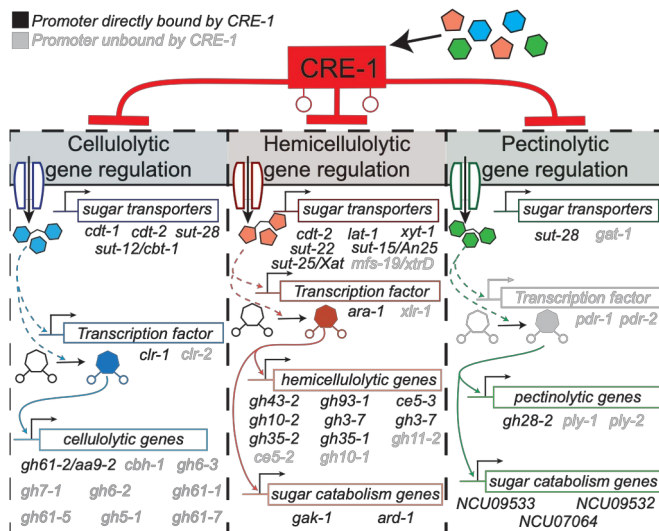 Promoter directly bound by CRE-1
Promoter unbound by CRE-1
CRE-1
Cellulolytic
gene regulation
sugar transporters
cdt-1 cdt-2 sut-28
sut-12/cbt-1
Transcription factor
clr-1 clr-2
cellulolytic genes
gh61-2/aa9-2 cbh-1 gh6-3
gh7-1 gh6-2 gh61-1
gh61-5 gh5-1 gh61-7
Hemicellulolytic
gene regulation
sugar transporters
cdt-2 lat-1 xyt-1
sut-22 sut-15/An25
sut-25/Xat mfs-19/xtrD
Transcription factor
ara-1 xlr-1
hemicellulolytic genes
gh43-2 gh93-1 ce5-3
gh10-2 gh3-7 gh3-7
gh35-2 gh35-1 gh11-2
ce5-2 gh10-1
sugar catabolism genes
gak-1 ard-1
Pectinolytic
gene regulation
sugar transporters
sut-28 gat-1
Transcription factor
pdr-1 pdr-2
pectinolytic genes
gh28-2 ply-1 ply-2
sugar catabolism genes
NCU09533 NCU09532
NCU07064